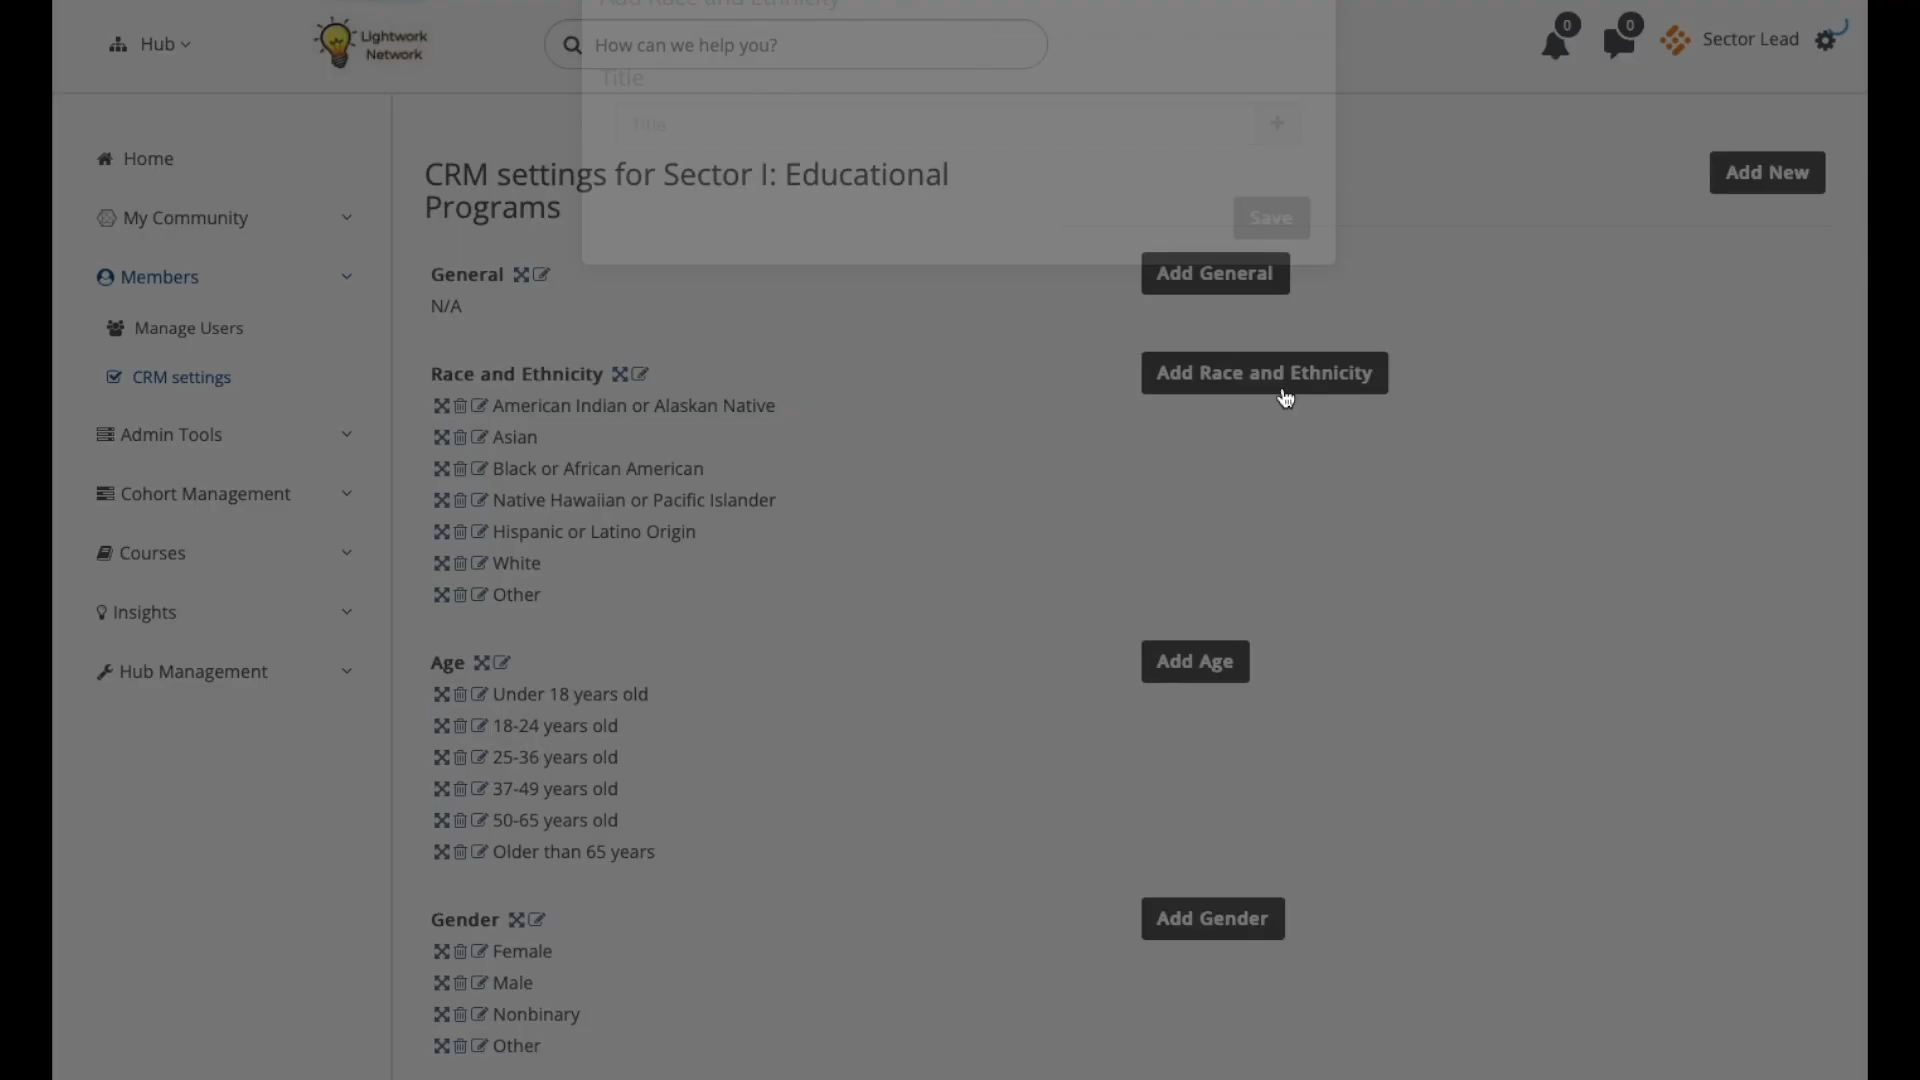 Add Race and Ethnicity
Hub
Lightwork
Network
How can we help you?
0
0
Sector Lead
Title
Title
+
Home
CRM settings for Sector I: Educational
Programs
Add New
Save
My Community
Members
General
Add General
N/A
Manage Users
CRM settings
Race and Ethnicity
Add Race and Ethnicity
American Indian or Alaskan Native
Admin Tools
Asian
Black or African American
Cohort Management
Native Hawaiian or Pacific Islander
Hispanic or Latino Origin
Courses
White
Other
Insights
Hub Management
Age
Add Age
Under 18 years old
18-24 years old
25-36 years old
37-49 years old
50-65 years old
Older than 65 years
Gender
Add Gender
Female
Male
Nonbinary
Other